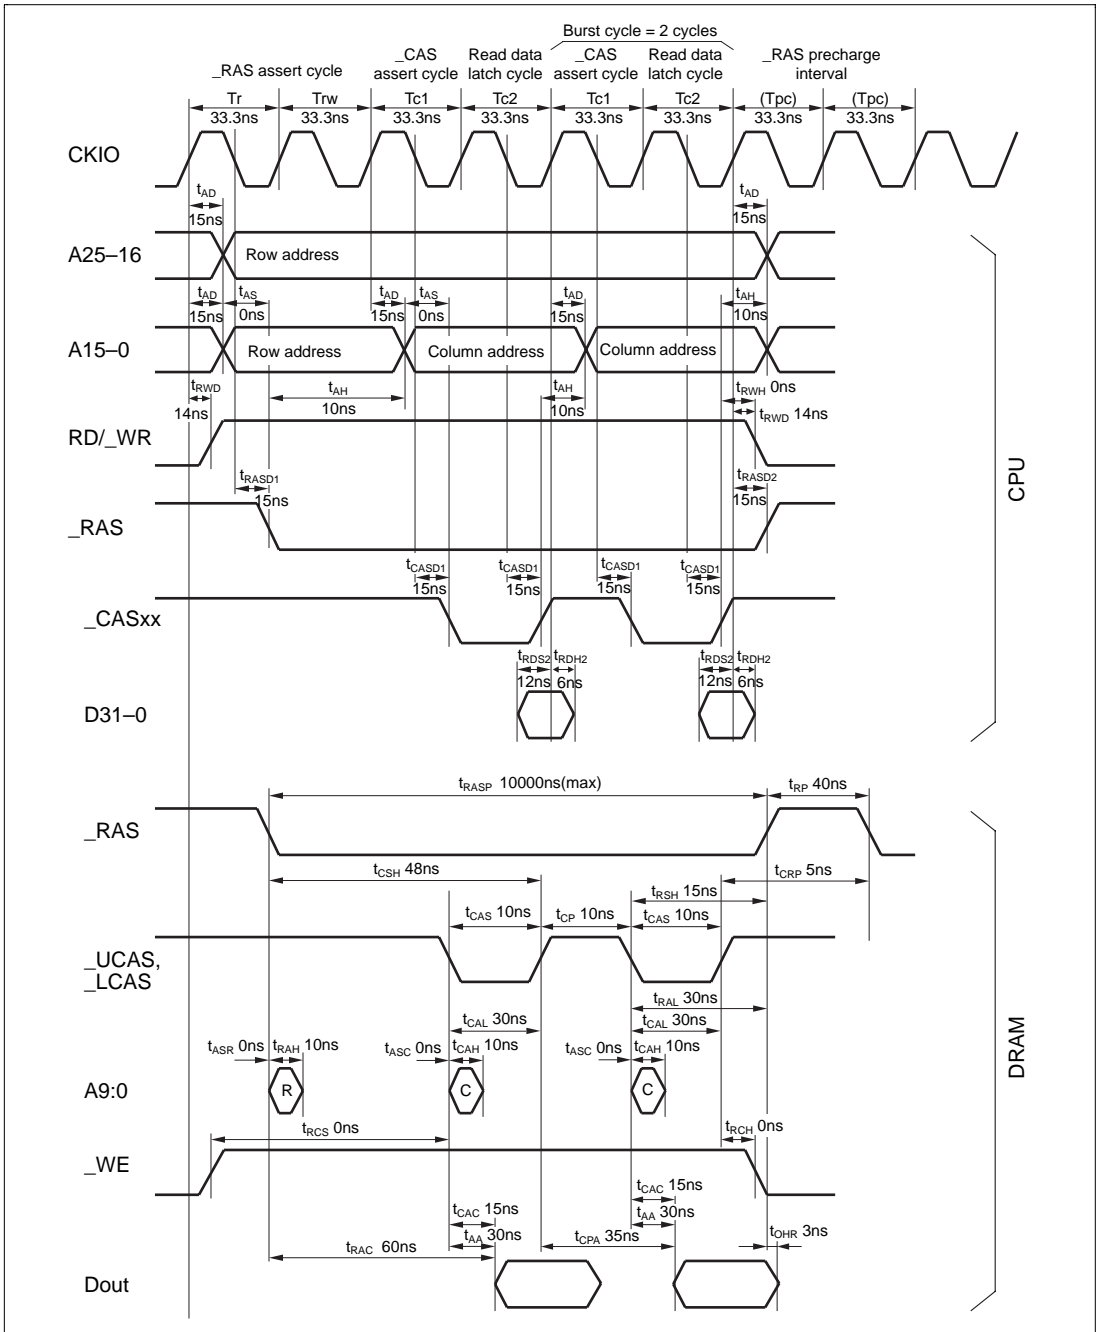 Burst cycle = 2 cycles
_CAS Read data _CAS Read data _RAS precharge
_RAS assert cycle assert cycle latch cycle assert cycle latch cycle interval
Tr Trw Tc1 Tc2 Tc1 Tc2 (Tpc) (Tpc)
33.3ns 33.3ns 33.3ns 33.3ns 33.3ns 33.3ns 33.3ns 33.3ns
CKIO
tAD tAD
15ns 15ns
A25–16 Row address
tAD tAS tAD tAS tAD tAH
15ns 0ns 15ns 0ns 15ns 10ns
A15–0 Row address Column address Column address
tRWD tAH tAH tRWH 0ns
14ns 10ns 10ns tRWD 14ns
RD/_WR
tRASD1 tRASD2
15ns 15ns
_RAS
tCASD1 tCASD1 tCASD1 tCASD1
15ns 15ns 15ns 15ns
_CASxx
tRDS2 tRDH2 tRDS2 tRDH2
12ns 6ns 12ns 6ns
D31–0
CPU
tRASP 10000ns(max) tRP 40ns
_RAS
tCSH 48ns tCRP 5ns
tRSH 15ns
tCAS 10ns tCP 10ns tCAS 10ns
_UCAS,
_LCAS
tRAL 30ns
tCAL 30ns tCAL 30ns
tASR 0ns tRAH 10ns tASC 0ns tCAH 10ns tASC 0ns tCAH 10ns
A9:0 R C C
tRCS 0ns tRCH 0ns
_WE
tCAC 15ns
tCAC 15ns tAA 30ns
tAA 30ns tCPA 35ns tOHR 3ns
tRAC 60ns
Dout
DRAM